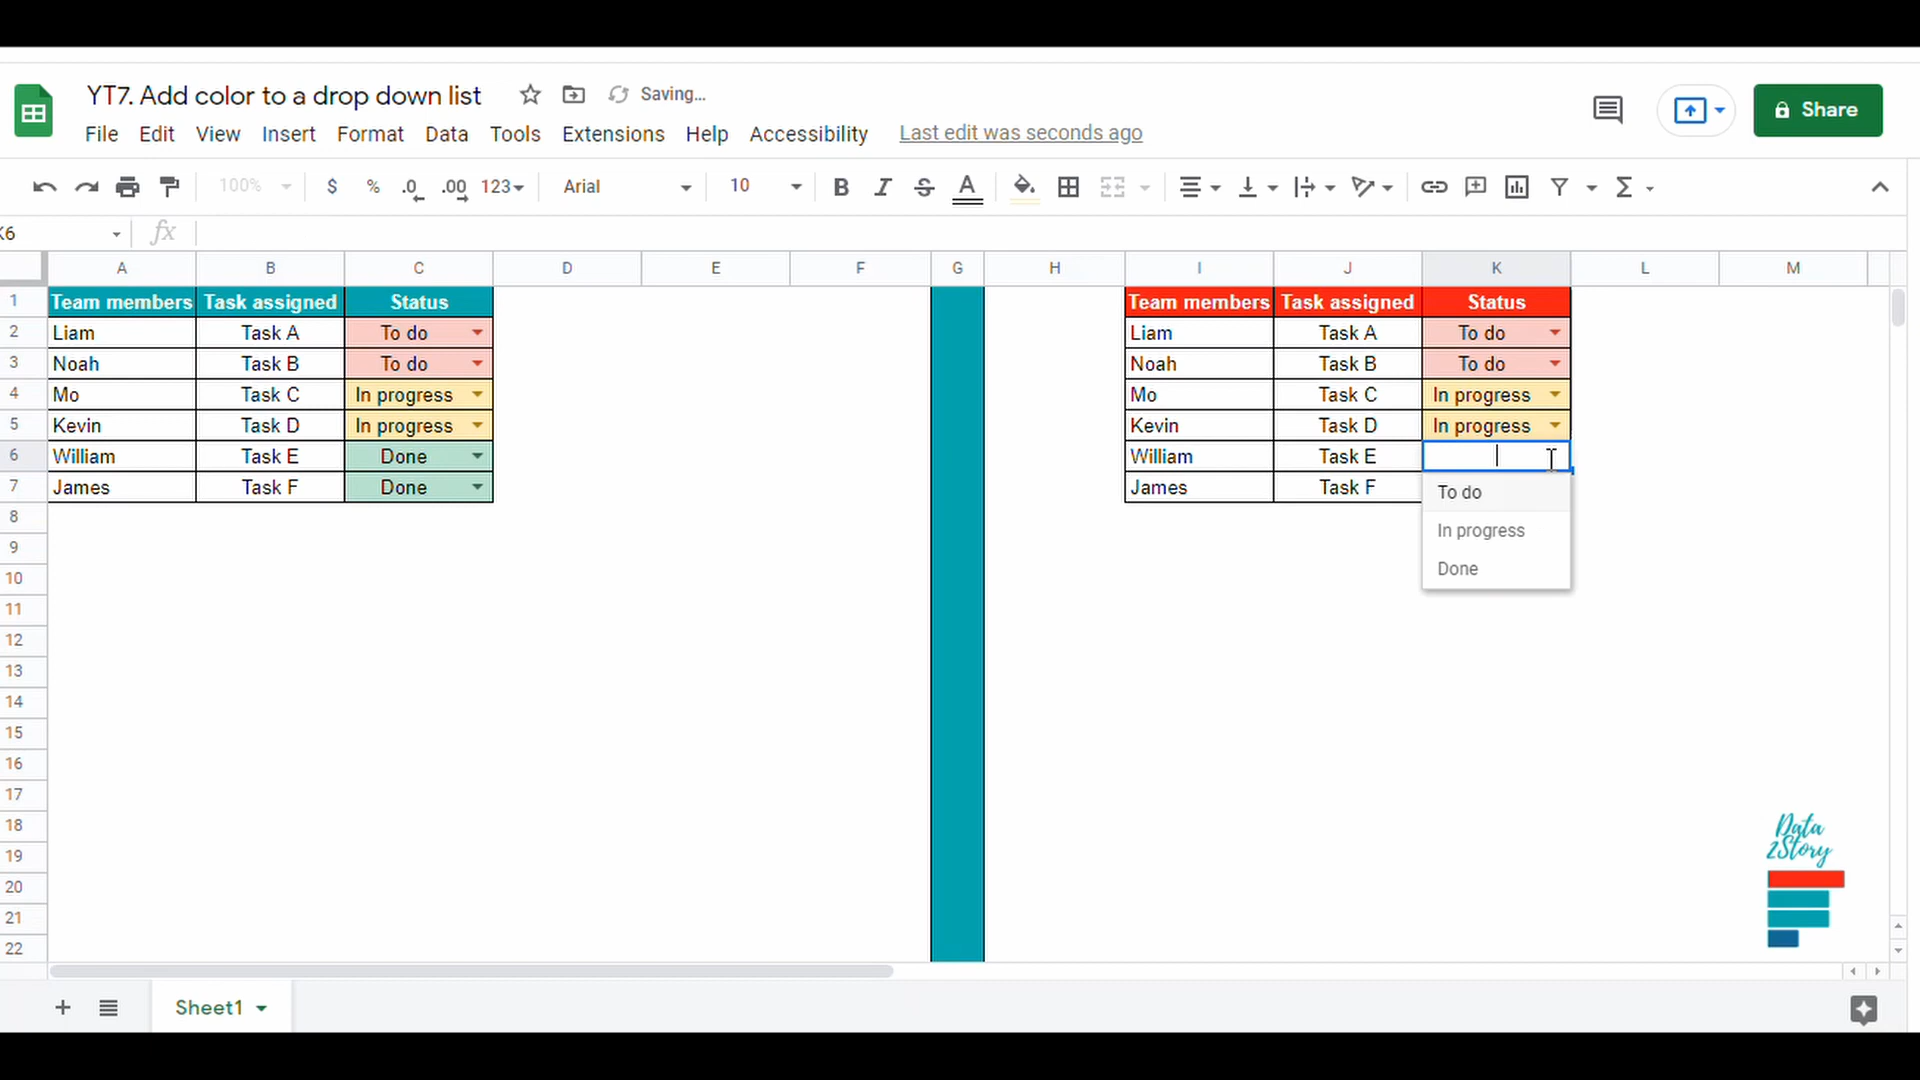 YT7. Add color to a drop down list Saving...
File Edit View Insert Format Data Tools Extensions Help Accessibility Last edit was seconds ago
Share
100% $ % .0 .00 123 Arial 10 B I S A
K6 fx
A B C D E F G H I J K L M
1 Team members Task assigned Status Team members Task assigned Status
2 Liam Task A To do Liam Task A To do
3 Noah Task B To do Noah Task B To do
4 Mo Task C In progress Mo Task C In progress
5 Kevin Task D In progress Kevin Task D In progress
6 William Task E Done William Task E
7 James Task F Done James Task F
To do
In progress
Done
8
9
10
11
12
13
14
15
16
17
18
19
20
21
22
Data
2Story
Sheet1